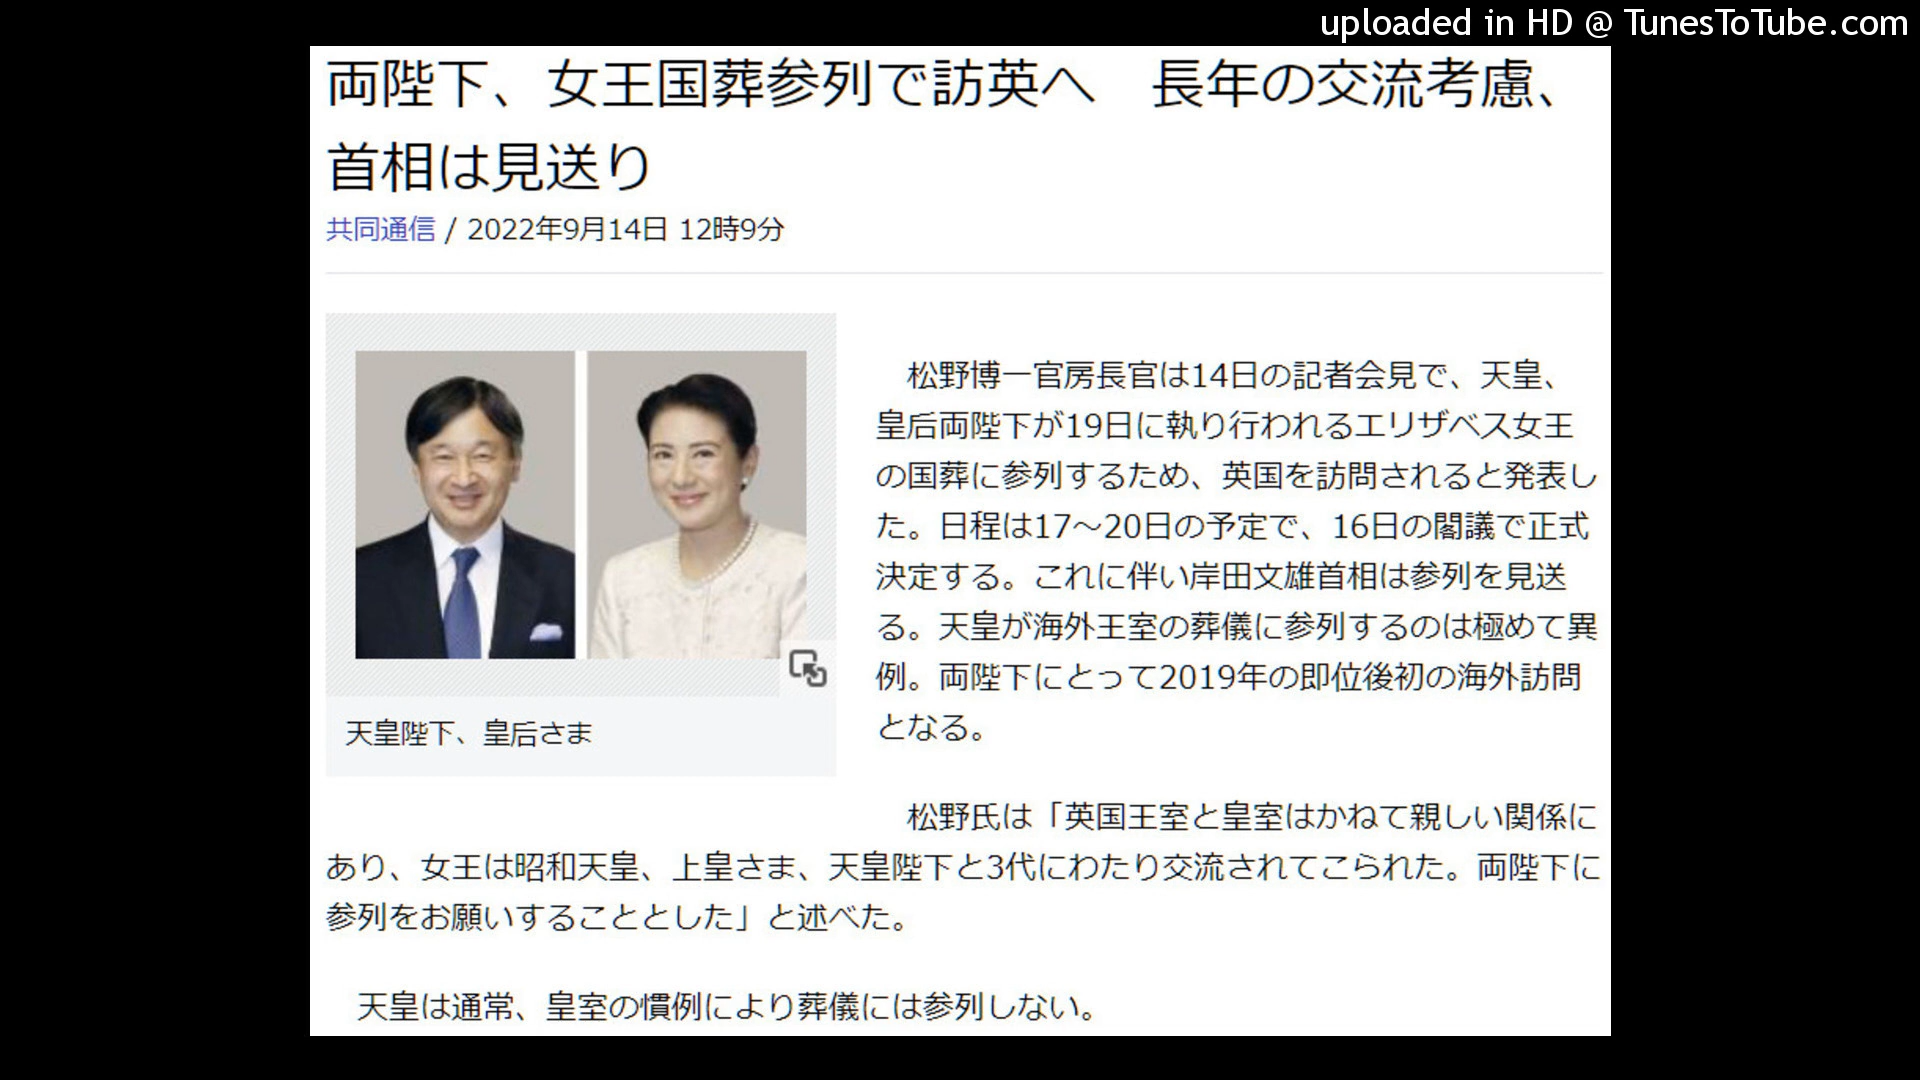 uploaded in HD @ TunesToTube.com
両陛下、女王国葬参列で訪英へ　長年の交流考慮、
首相は見送り
共同通信 / 2022年9月14日 12時9分
天皇陛下、皇后さま
松野博一官房長官は14日の記者会見で、天皇、
皇后両陛下が19日に執り行われるエリザベス女王
の国葬に参列するため、英国を訪問されると発表し
た。日程は17～20日の予定で、16日の閣議で正式
決定する。これに伴い岸田文雄首相は参列を見送
る。天皇が海外王室の葬儀に参列するのは極めて異
例。両陛下にとって2019年の即位後初の海外訪問
となる。
松野氏は「英国王室と皇室はかねて親しい関係に
あり、女王は昭和天皇、上皇さま、天皇陛下と3代にわたり交流されてこられた。両陛下に
参列をお願いすることとした」と述べた。
天皇は通常、皇室の慣例により葬儀には参列しない。